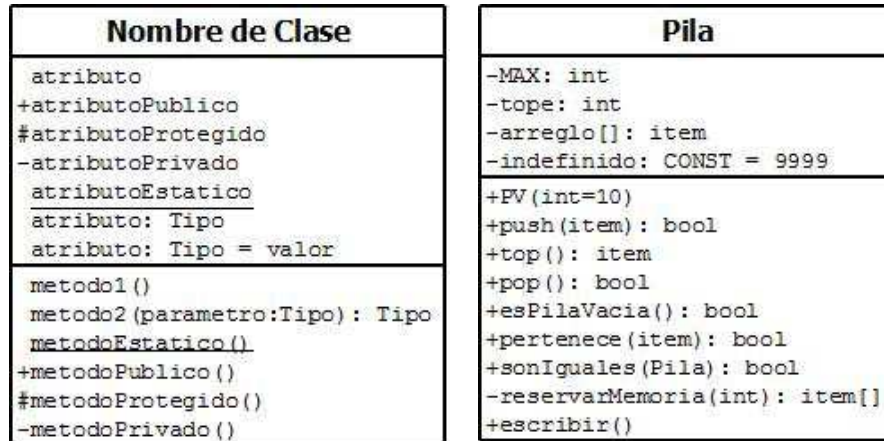 Nombre de Clase
atributo
+atributoPublico
#atributoProtegido
-atributoPrivado
atributoEstatico
atributo: Tipo
atributo: Tipo = valor
metodo1()
metodo2(parametro:Tipo): Tipo
metodoEstatico()
+metodoPublico()
#metodoProtegido()
-metodoPrivado()
Pila
-MAX: int
-tope: int
-arreglo[]: item
-indefinido: CONST = 9999
+PV(int=10)
+push(item): bool
+top(): item
+pop(): bool
+esPilaVacia(): bool
+pertenece(item): bool
+sonIguales(Pila): bool
-reservarMemoria(int): item[]
+escribir()